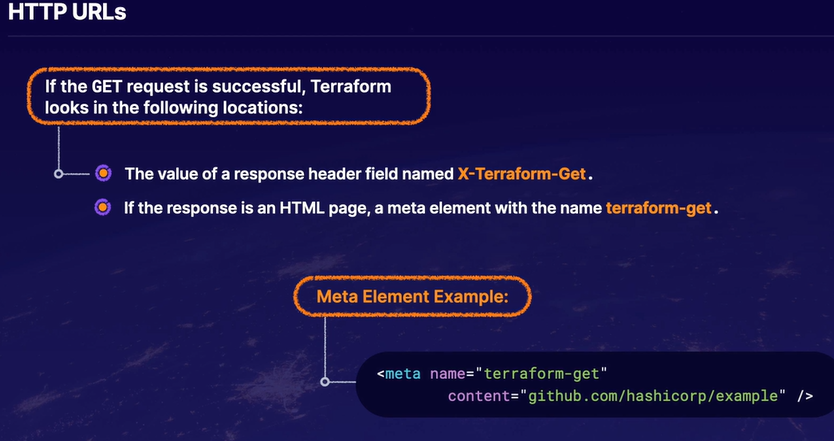 HTTP URLs
If the GET request is successful, Terraform
looks in the following locations:
The value of a response header field named X-Terraform-Get.
If the response is an HTML page, a meta element with the name terraform-get.
Meta Element Example:
<meta name="terraform-get"
content="github.com/hashicorp/example" />